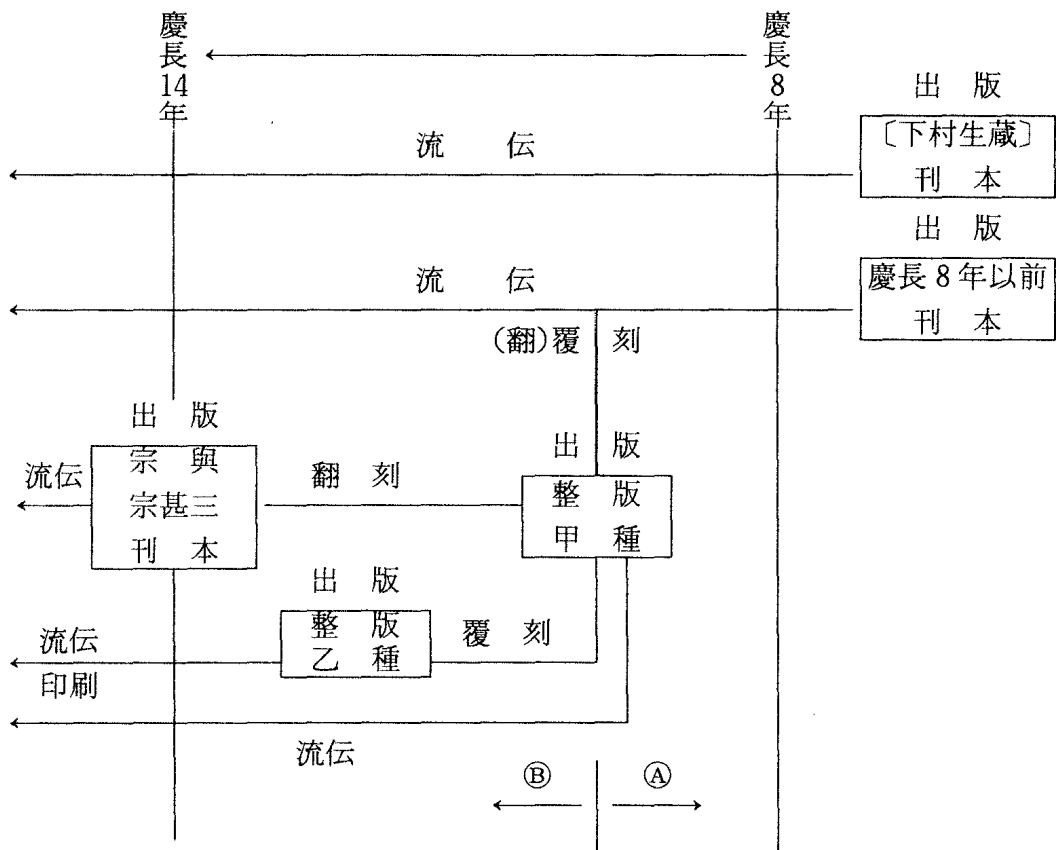 慶長14年
慶長8年
出版
〔下村生蔵〕
刊本
流伝
出版
慶長8年以前
刊本
流伝
(翻)覆刻
出版
宗與
宗甚三
刊本
流伝
翻刻
出版
整版
甲種
出版
整版
乙種
覆刻
流伝
印刷
流伝
Ⓑ
Ⓐ